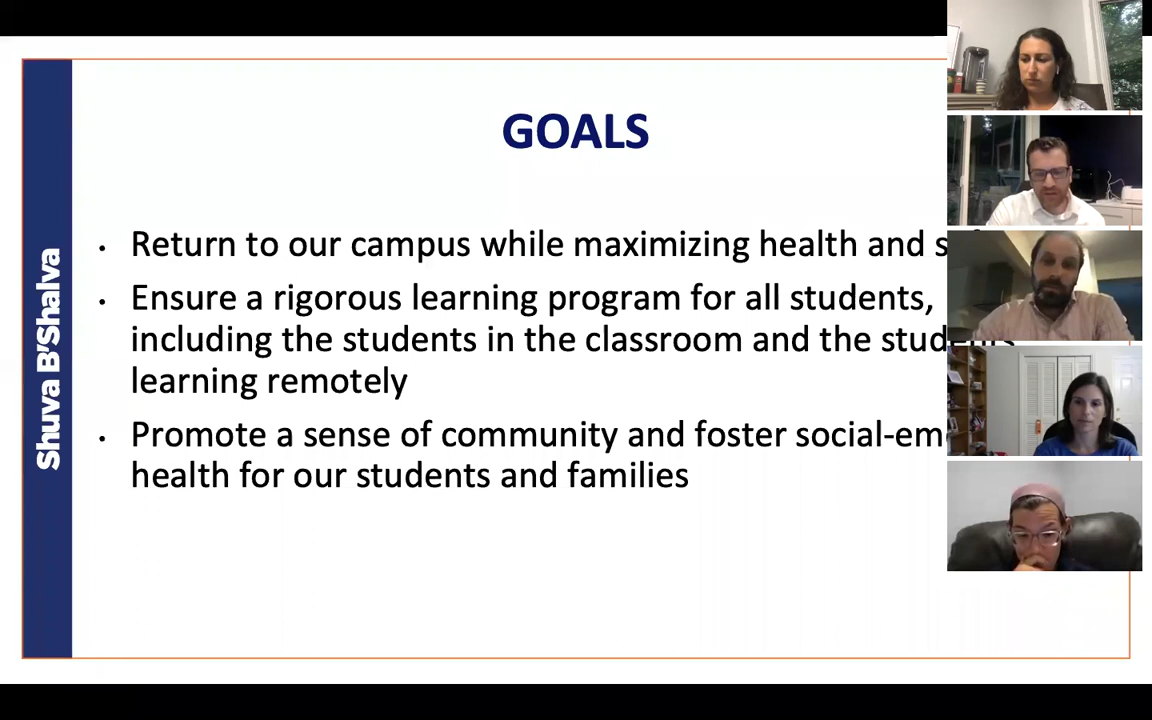 GOALS
Shuva B'Shalva
• Return to our campus while maximizing health and
• Ensure a rigorous learning program for all students,
including the students in the classroom and the students
learning remotely
• Promote a sense of community and foster social-em
health for our students and families